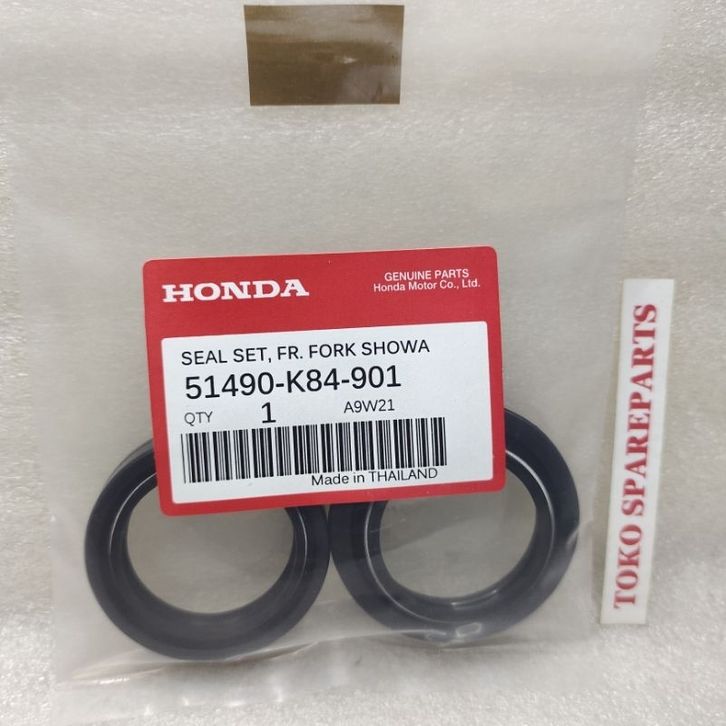 HONDA
GENUINE PARTS
Honda Motor Co., Ltd.
SEAL SET, FR. FORK SHOWA
51490-K84-901
QTY 1 A9W21
Made in THAILAND
TOKO SPAREPARTS